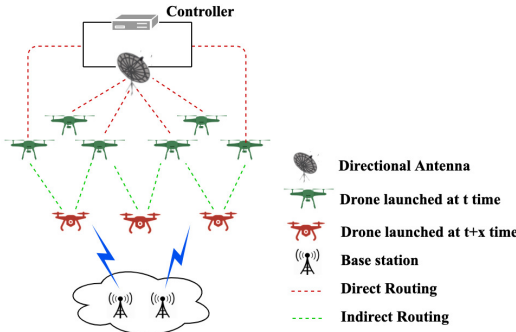 Controller
Directional Antenna
Drone launched at t time
Drone launched at t+x time
Base station
Direct Routing
Indirect Routing